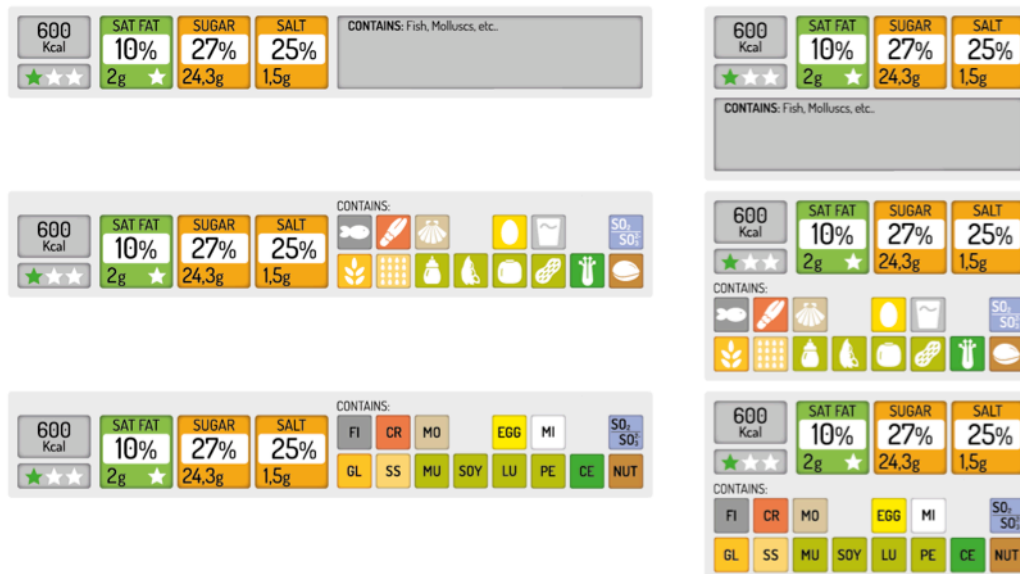 600
Kcal
SAT FAT
10%
2g
SUGAR
27%
24,3g
SALT
25%
1,5g
CONTAINS: Fish, Molluscs, etc..
600
Kcal
SAT FAT
10%
2g
SUGAR
27%
24,3g
SALT
25%
1,5g
CONTAINS: Fish, Molluscs, etc..
600
Kcal
SAT FAT
10%
2g
SUGAR
27%
24,3g
SALT
25%
1,5g
CONTAINS:
SO₂
SO₃²⁻
600
Kcal
SAT FAT
10%
2g
SUGAR
27%
24,3g
SALT
25%
1,5g
CONTAINS:
SO₂
600
Kcal
SAT FAT
10%
2g
SUGAR
27%
24,3g
SALT
25%
1,5g
CONTAINS:
FI CR MO EGG MI SO₂
SO₃²⁻
GL SS MU SOY LU PE CE NUT
600
Kcal
SAT FAT
10%
2g
SUGAR
27%
24,3g
SALT
25%
1,5g
CONTAINS:
FI CR MO EGG MI SO₂
GL SS MU SOY LU PE CE NUT